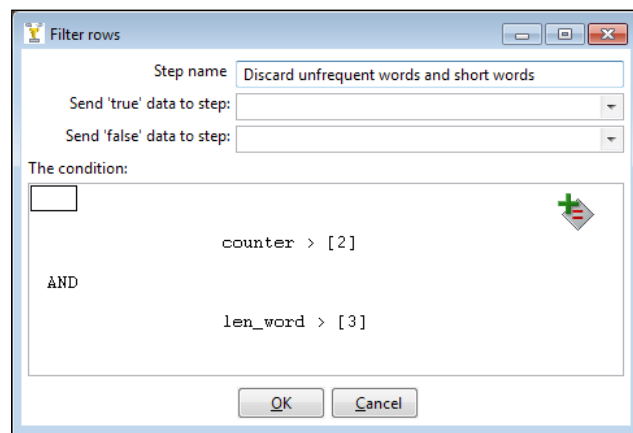 Filter rows
Step name Discard unfrequent words and short words
Send 'true' data to step:
Send 'false' data to step:
The condition:
counter > [2]
AND
len_word > [3]
OK Cancel